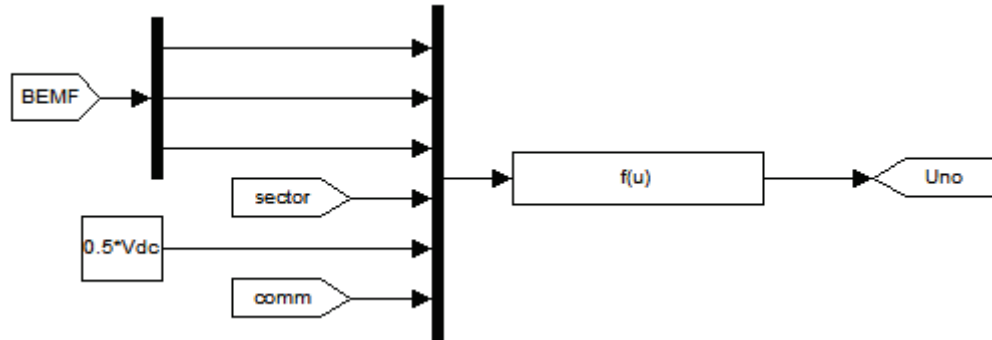 BEMF
sector
0.5*Vdc
comm
f(u)
Uno